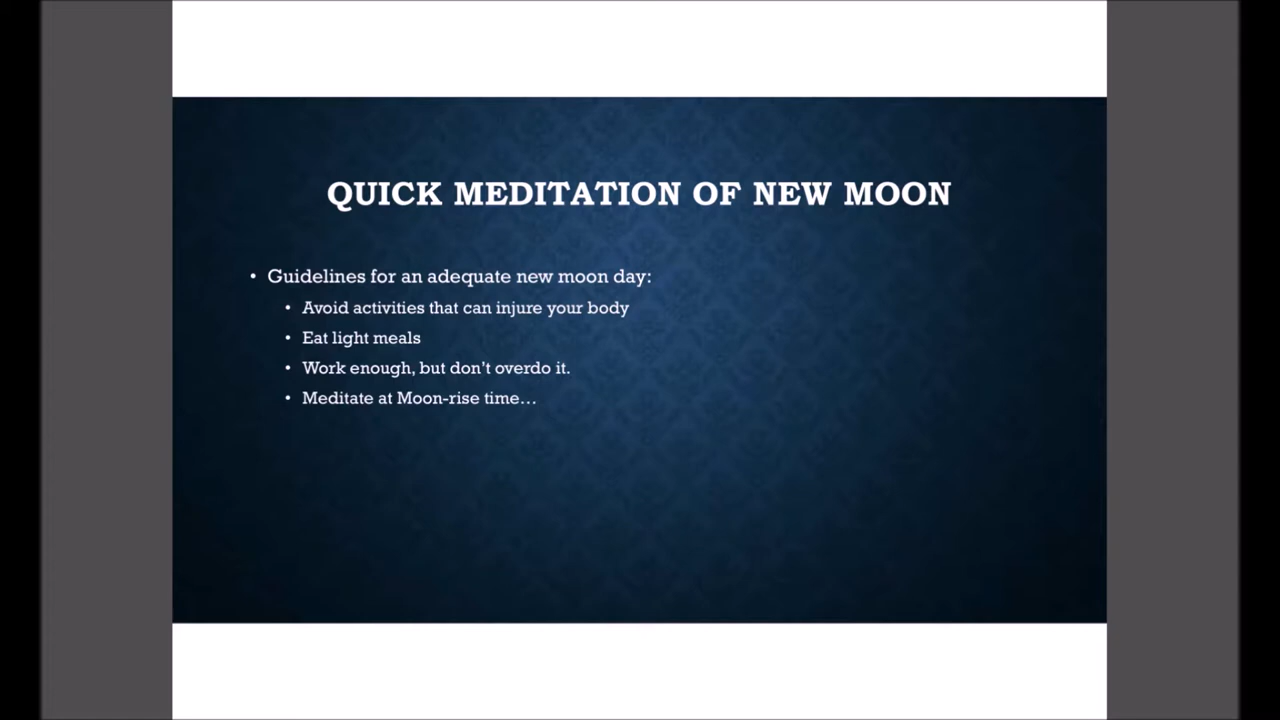 QUICK MEDITATION OF NEW MOON
• Guidelines for an adequate new moon day:
• Avoid activities that can injure your body
• Eat light meals
• Work enough, but don’t overdo it.
• Meditate at Moon-rise time…